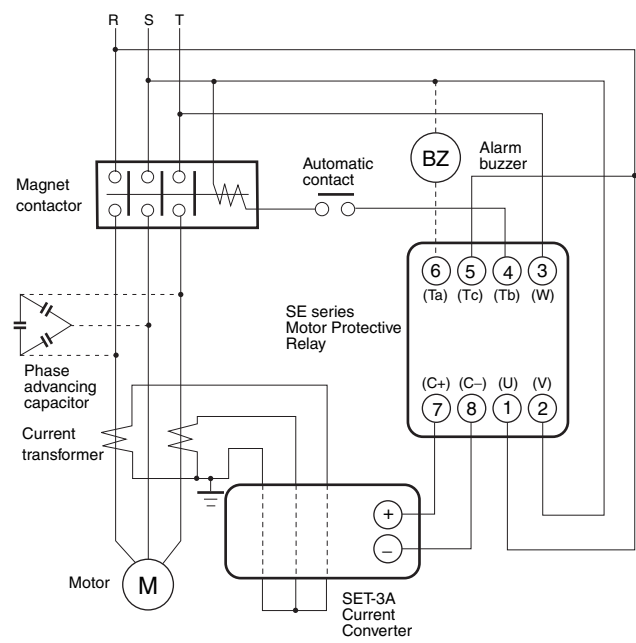 R S T
BZ
Alarm
buzzer
Automatic
contact
Magnet
contactor
6 5 4 3
(Ta) (Tc) (Tb) (W)
SE series
Motor Protective
Relay
Phase
advancing
capacitor
(C+) (C−) (U) (V)
7 8 1 2
Current
transformer
+
−
Motor
M
SET-3A
Current
Converter